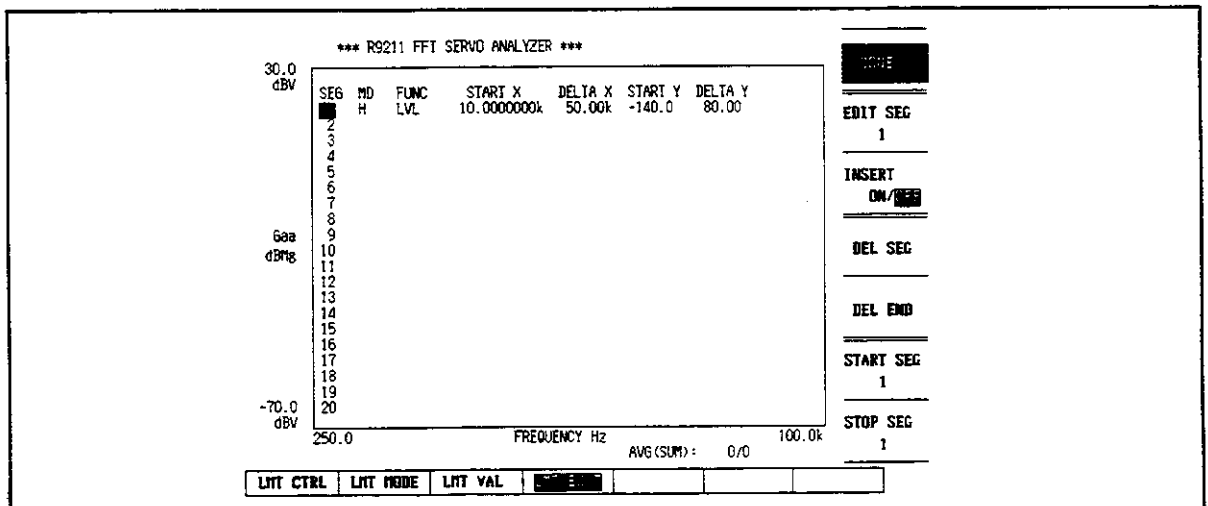 *** R9211 FFT SERVO ANALYZER ***
30.0
dBV
SEG MD FUNC START X DELTA X START Y DELTA Y
H LVL 10.0000000k 50.00k -140.0 80.00
2
3
4
5
6
7
8
9
10
11
12
13
14
15
16
17
18
19
20
Gaa
dBMg
-70.0
dBV
250.0 FREQUENCY Hz 100.0k
AVG(SUM): 0/0
EDIT SEG
1
INSERT
ON/OFF
DEL SEG
DEL END
START SEG
1
STOP SEG
1
LMT CTRL LMT MODE LMT VAL